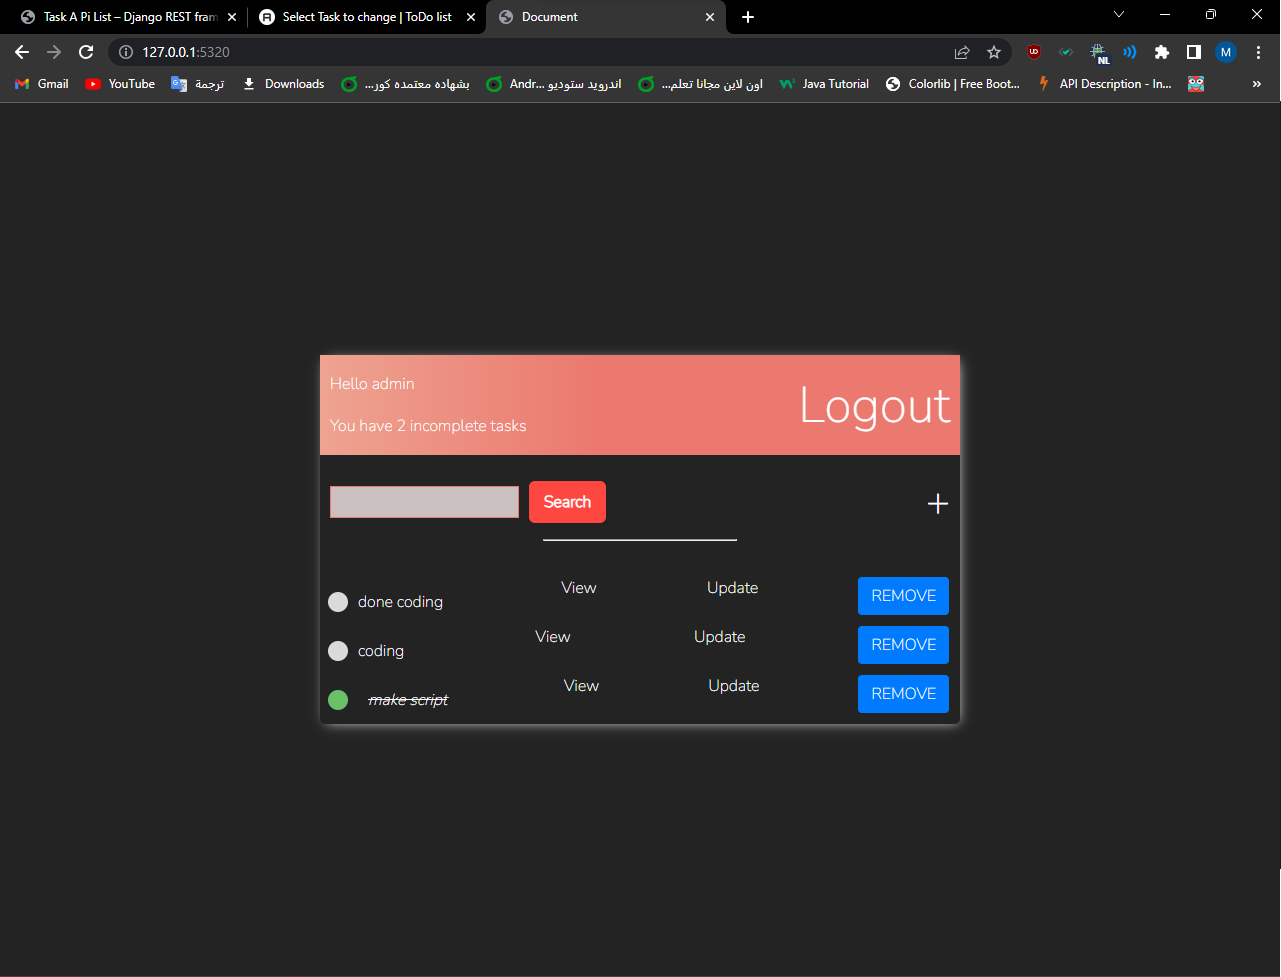 Task A Pi List – Django REST fram
Select Task to change | ToDo list
Document
127.0.0.1:5320
UD
NL
M
Gmail
YouTube
ترجمة
Downloads
بشهاده معتمده كور...
اندرويد ستوديو Andr...
اون لاين مجانا تعلم...
Java Tutorial
Colorlib | Free Boot...
API Description - In...
»
Hello admin
Logout
You have 2 incomplete tasks
Search
done coding View Update REMOVE
coding View Update REMOVE
make script View Update REMOVE